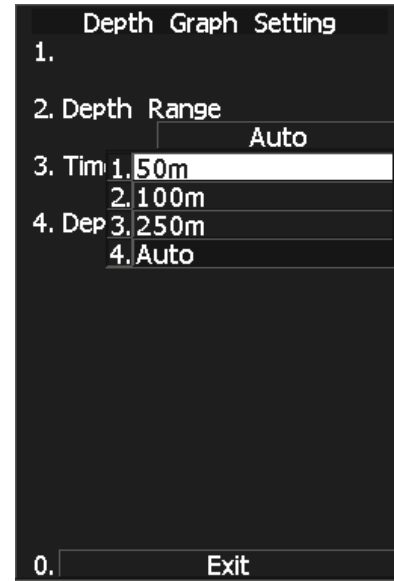 Depth Graph Setting
1.
2. Depth Range
Auto
3. Tim
1. 50m
2. 100m
4. Dep
3. 250m
4. Auto
0. Exit